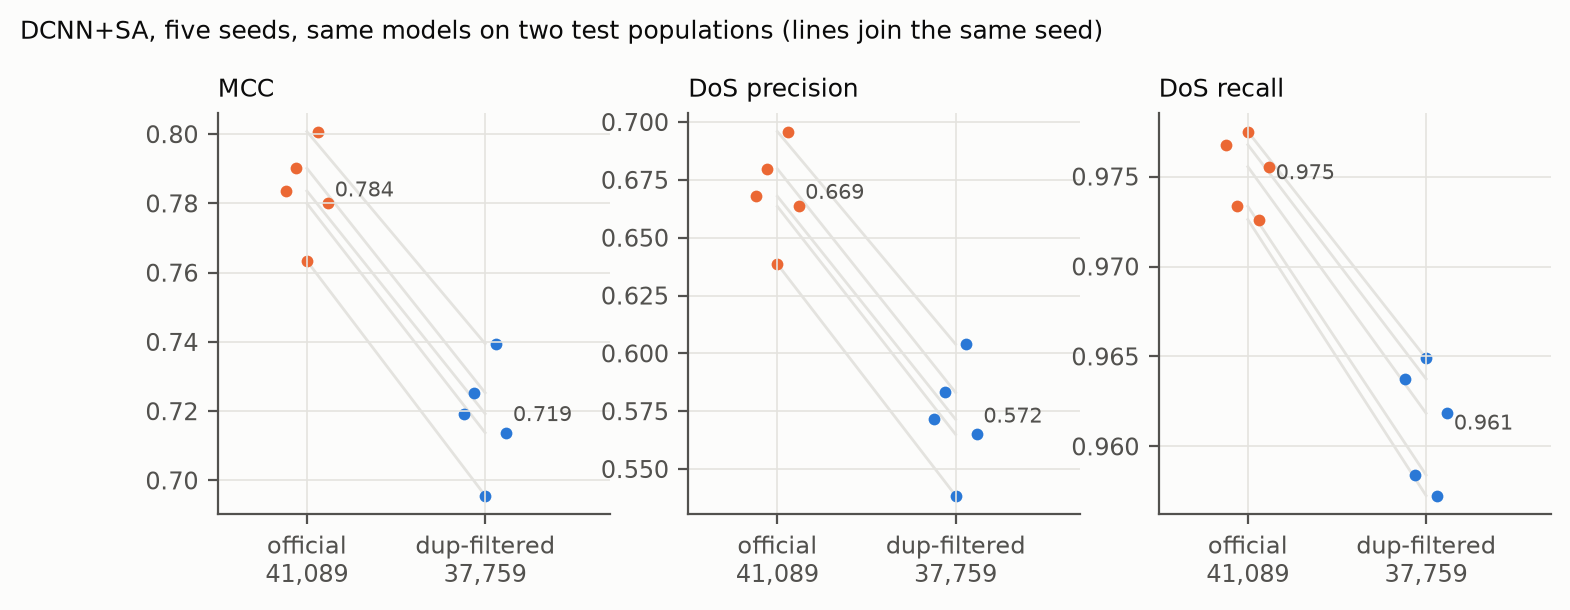 DCNN+SA, five seeds, same models on two test populations (lines join the same seed)
MCC
0.80
0.78
0.76
0.74
0.72
0.70
0.784
0.719
official
41,089
dup-filtered
37,759
DoS precision
0.700
0.675
0.650
0.625
0.600
0.575
0.550
0.669
0.572
official
41,089
dup-filtered
37,759
DoS recall
0.975
0.970
0.965
0.960
0.975
0.961
official
41,089
dup-filtered
37,759